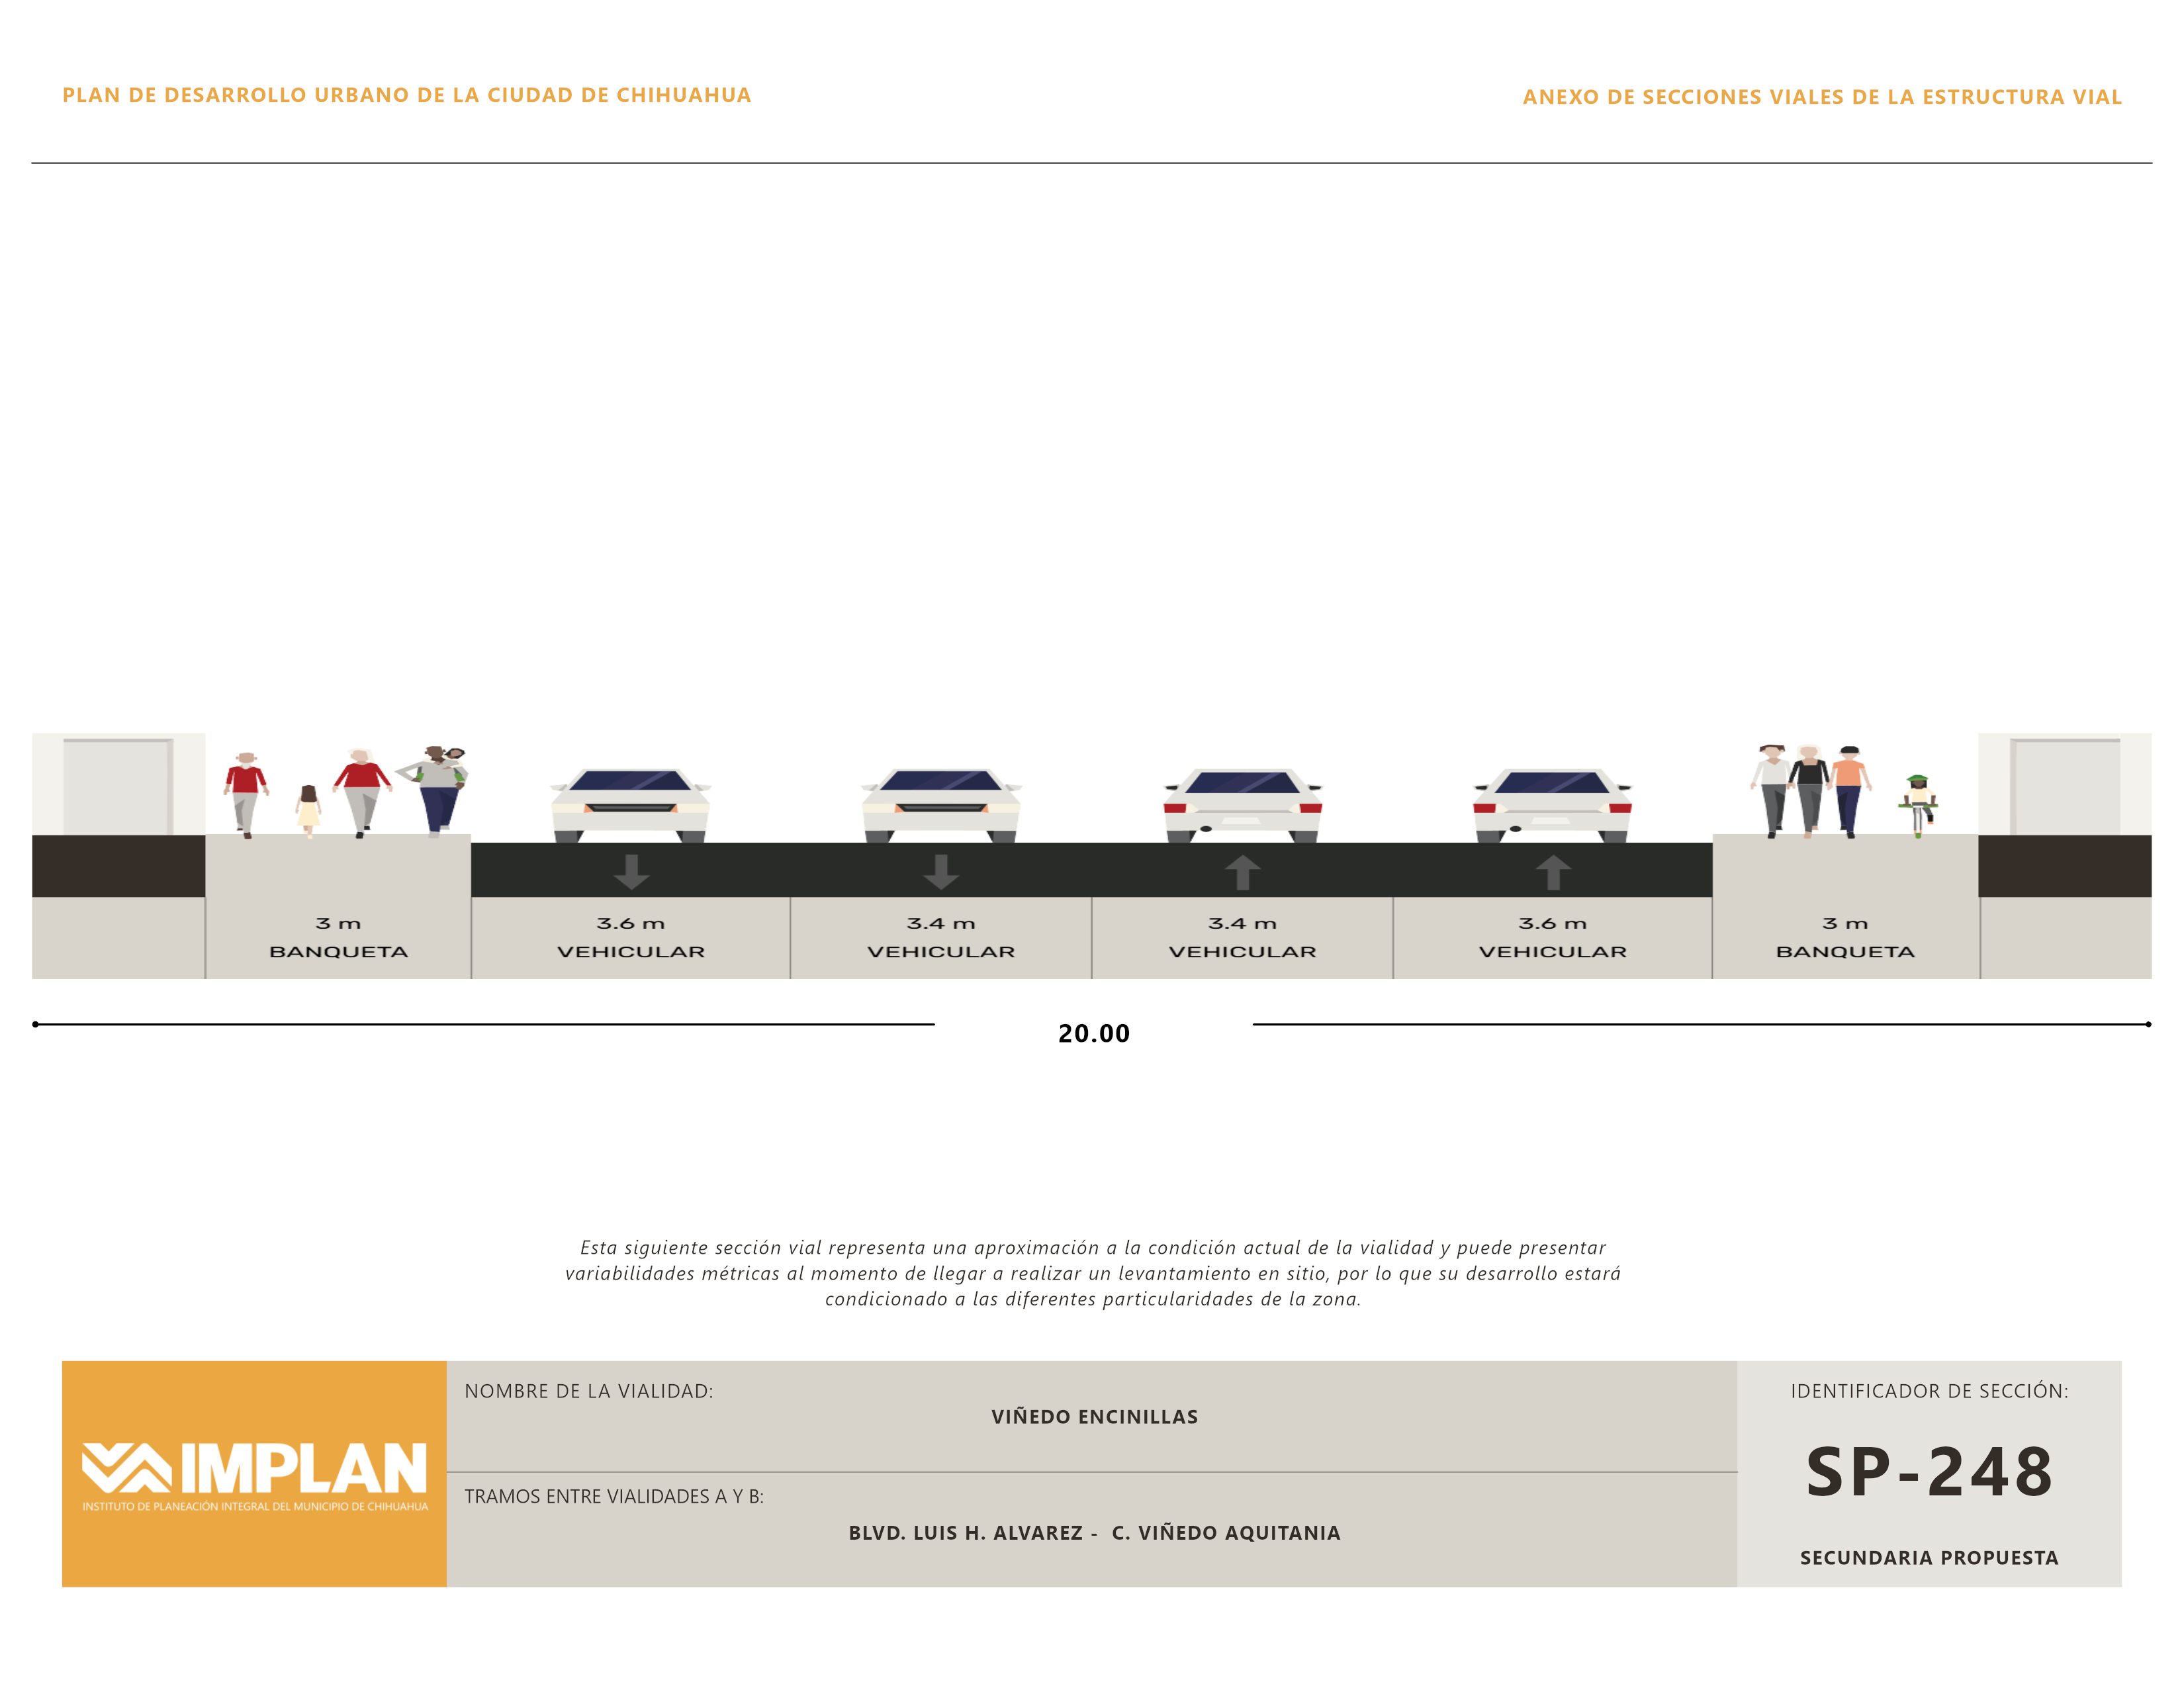 PLAN DE DESARROLLO URBANO DE LA CIUDAD DE CHIHUAHUA
ANEXO DE SECCIONES VIALES DE LA ESTRUCTURA VIAL
3 m
BANQUETA
3.6 m
VEHICULAR
3.4 m
VEHICULAR
3.4 m
VEHICULAR
3.6 m
VEHICULAR
3 m
BANQUETA
20.00
Esta siguiente sección vial representa una aproximación a la condición actual de la vialidad y puede presentar
variabilidades métricas al momento de llegar a realizar un levantamiento en sitio, por lo que su desarrollo estará
condicionado a las diferentes particularidades de la zona.
IMPLAN
INSTITUTO DE PLANEACIÓN INTEGRAL DEL MUNICIPIO DE CHIHUAHUA
NOMBRE DE LA VIALIDAD:
VIÑEDO ENCINILLAS
TRAMOS ENTRE VIALIDADES A Y B:
BLVD. LUIS H. ALVAREZ - C. VIÑEDO AQUITANIA
IDENTIFICADOR DE SECCIÓN:
SP-248
SECUNDARIA PROPUESTA